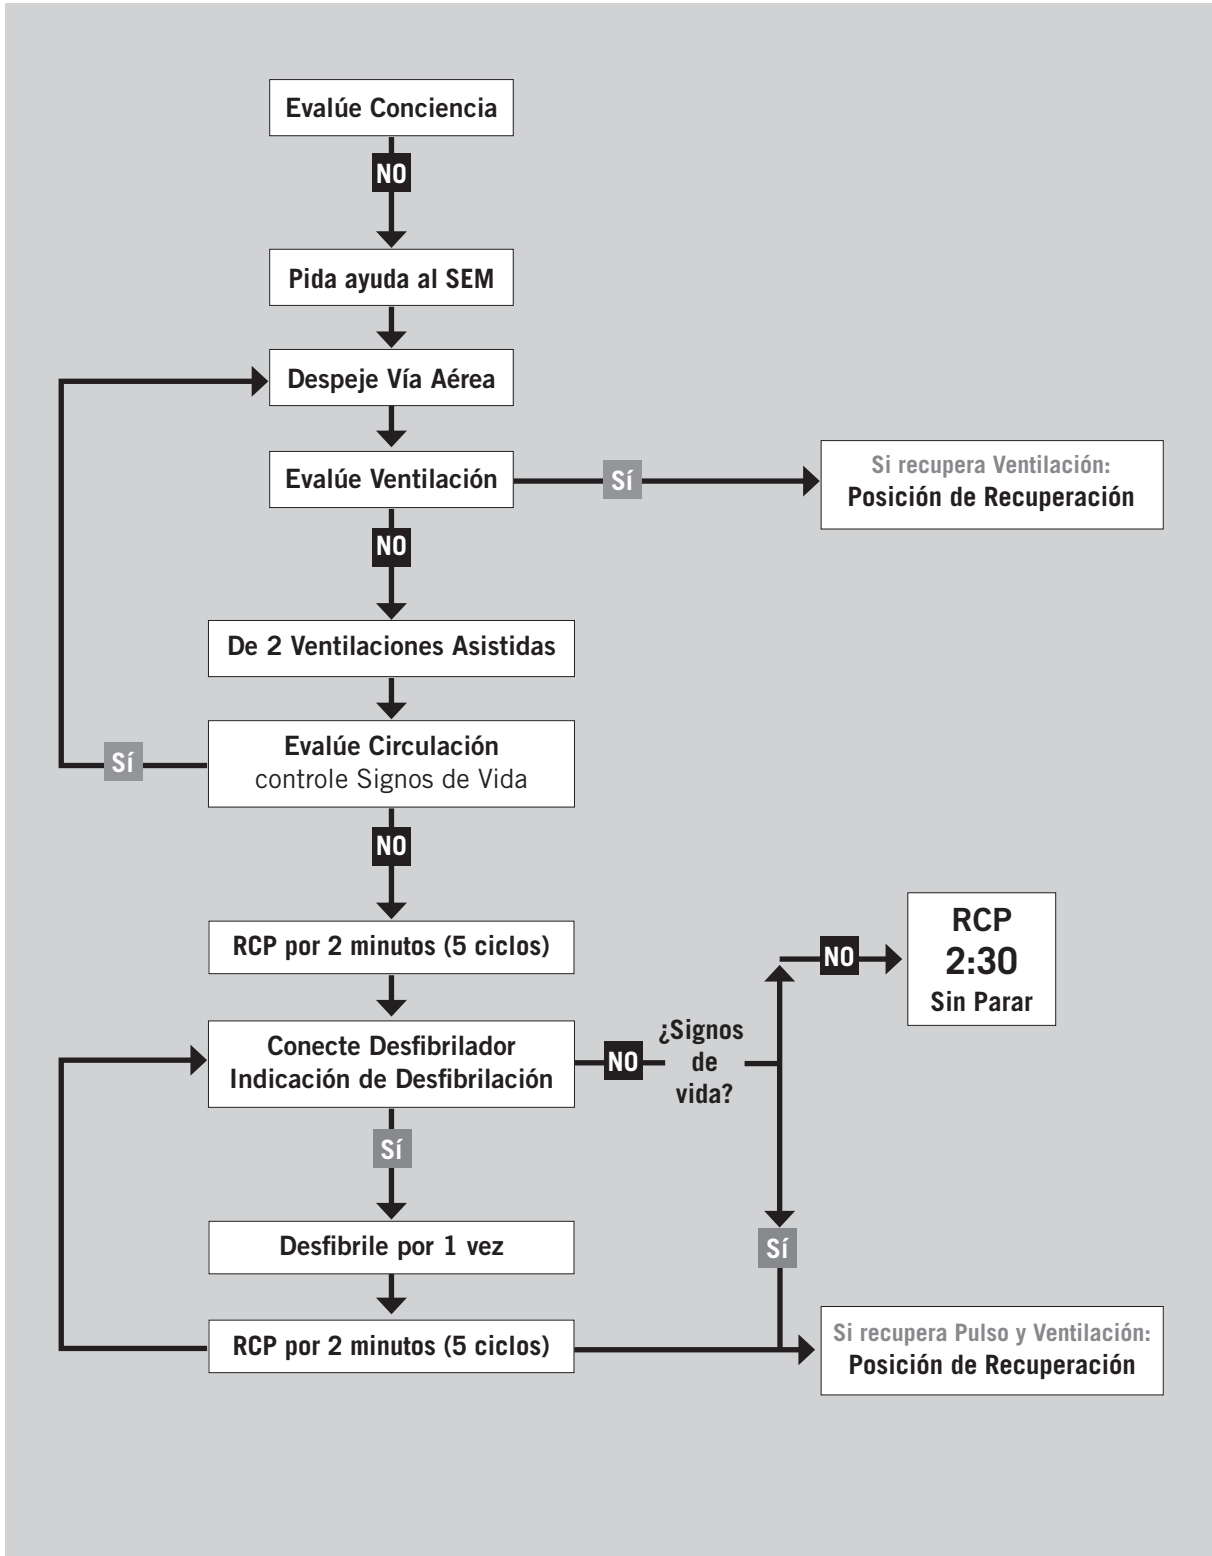 Evalúe Conciencia
NO
Pida ayuda al SEM
Despeje Vía Aérea
Evalúe Ventilación
Sí
Si recupera Ventilación:
Posición de Recuperación
NO
De 2 Ventilaciones Asistidas
Evalúe Circulación
controle Signos de Vida
Sí
NO
RCP por 2 minutos (5 ciclos)
Conecte Desfibrilador
Indicación de Desfibrilación
NO
¿Signos
de
vida?
NO
RCP
2:30
Sin Parar
Sí
Desfibrile por 1 vez
Sí
RCP por 2 minutos (5 ciclos)
Si recupera Pulso y Ventilación:
Posición de Recuperación